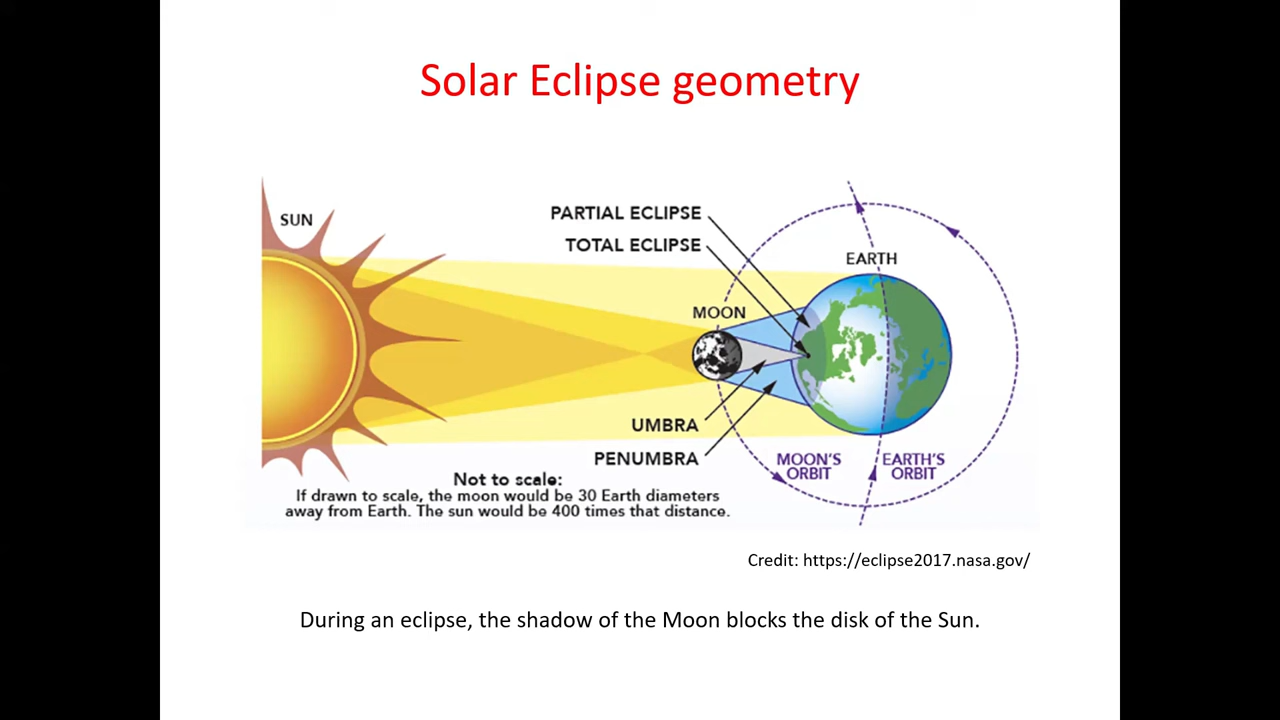 Solar Eclipse geometry
SUN
PARTIAL ECLIPSE
TOTAL ECLIPSE
EARTH
MOON
UMBRA
PENUMBRA
MOON'S
ORBIT
EARTH'S
ORBIT
Not to scale:
If drawn to scale, the moon would be 30 Earth diameters
away from Earth. The sun would be 400 times that distance.
Credit: https://eclipse2017.nasa.gov/
During an eclipse, the shadow of the Moon blocks the disk of the Sun.